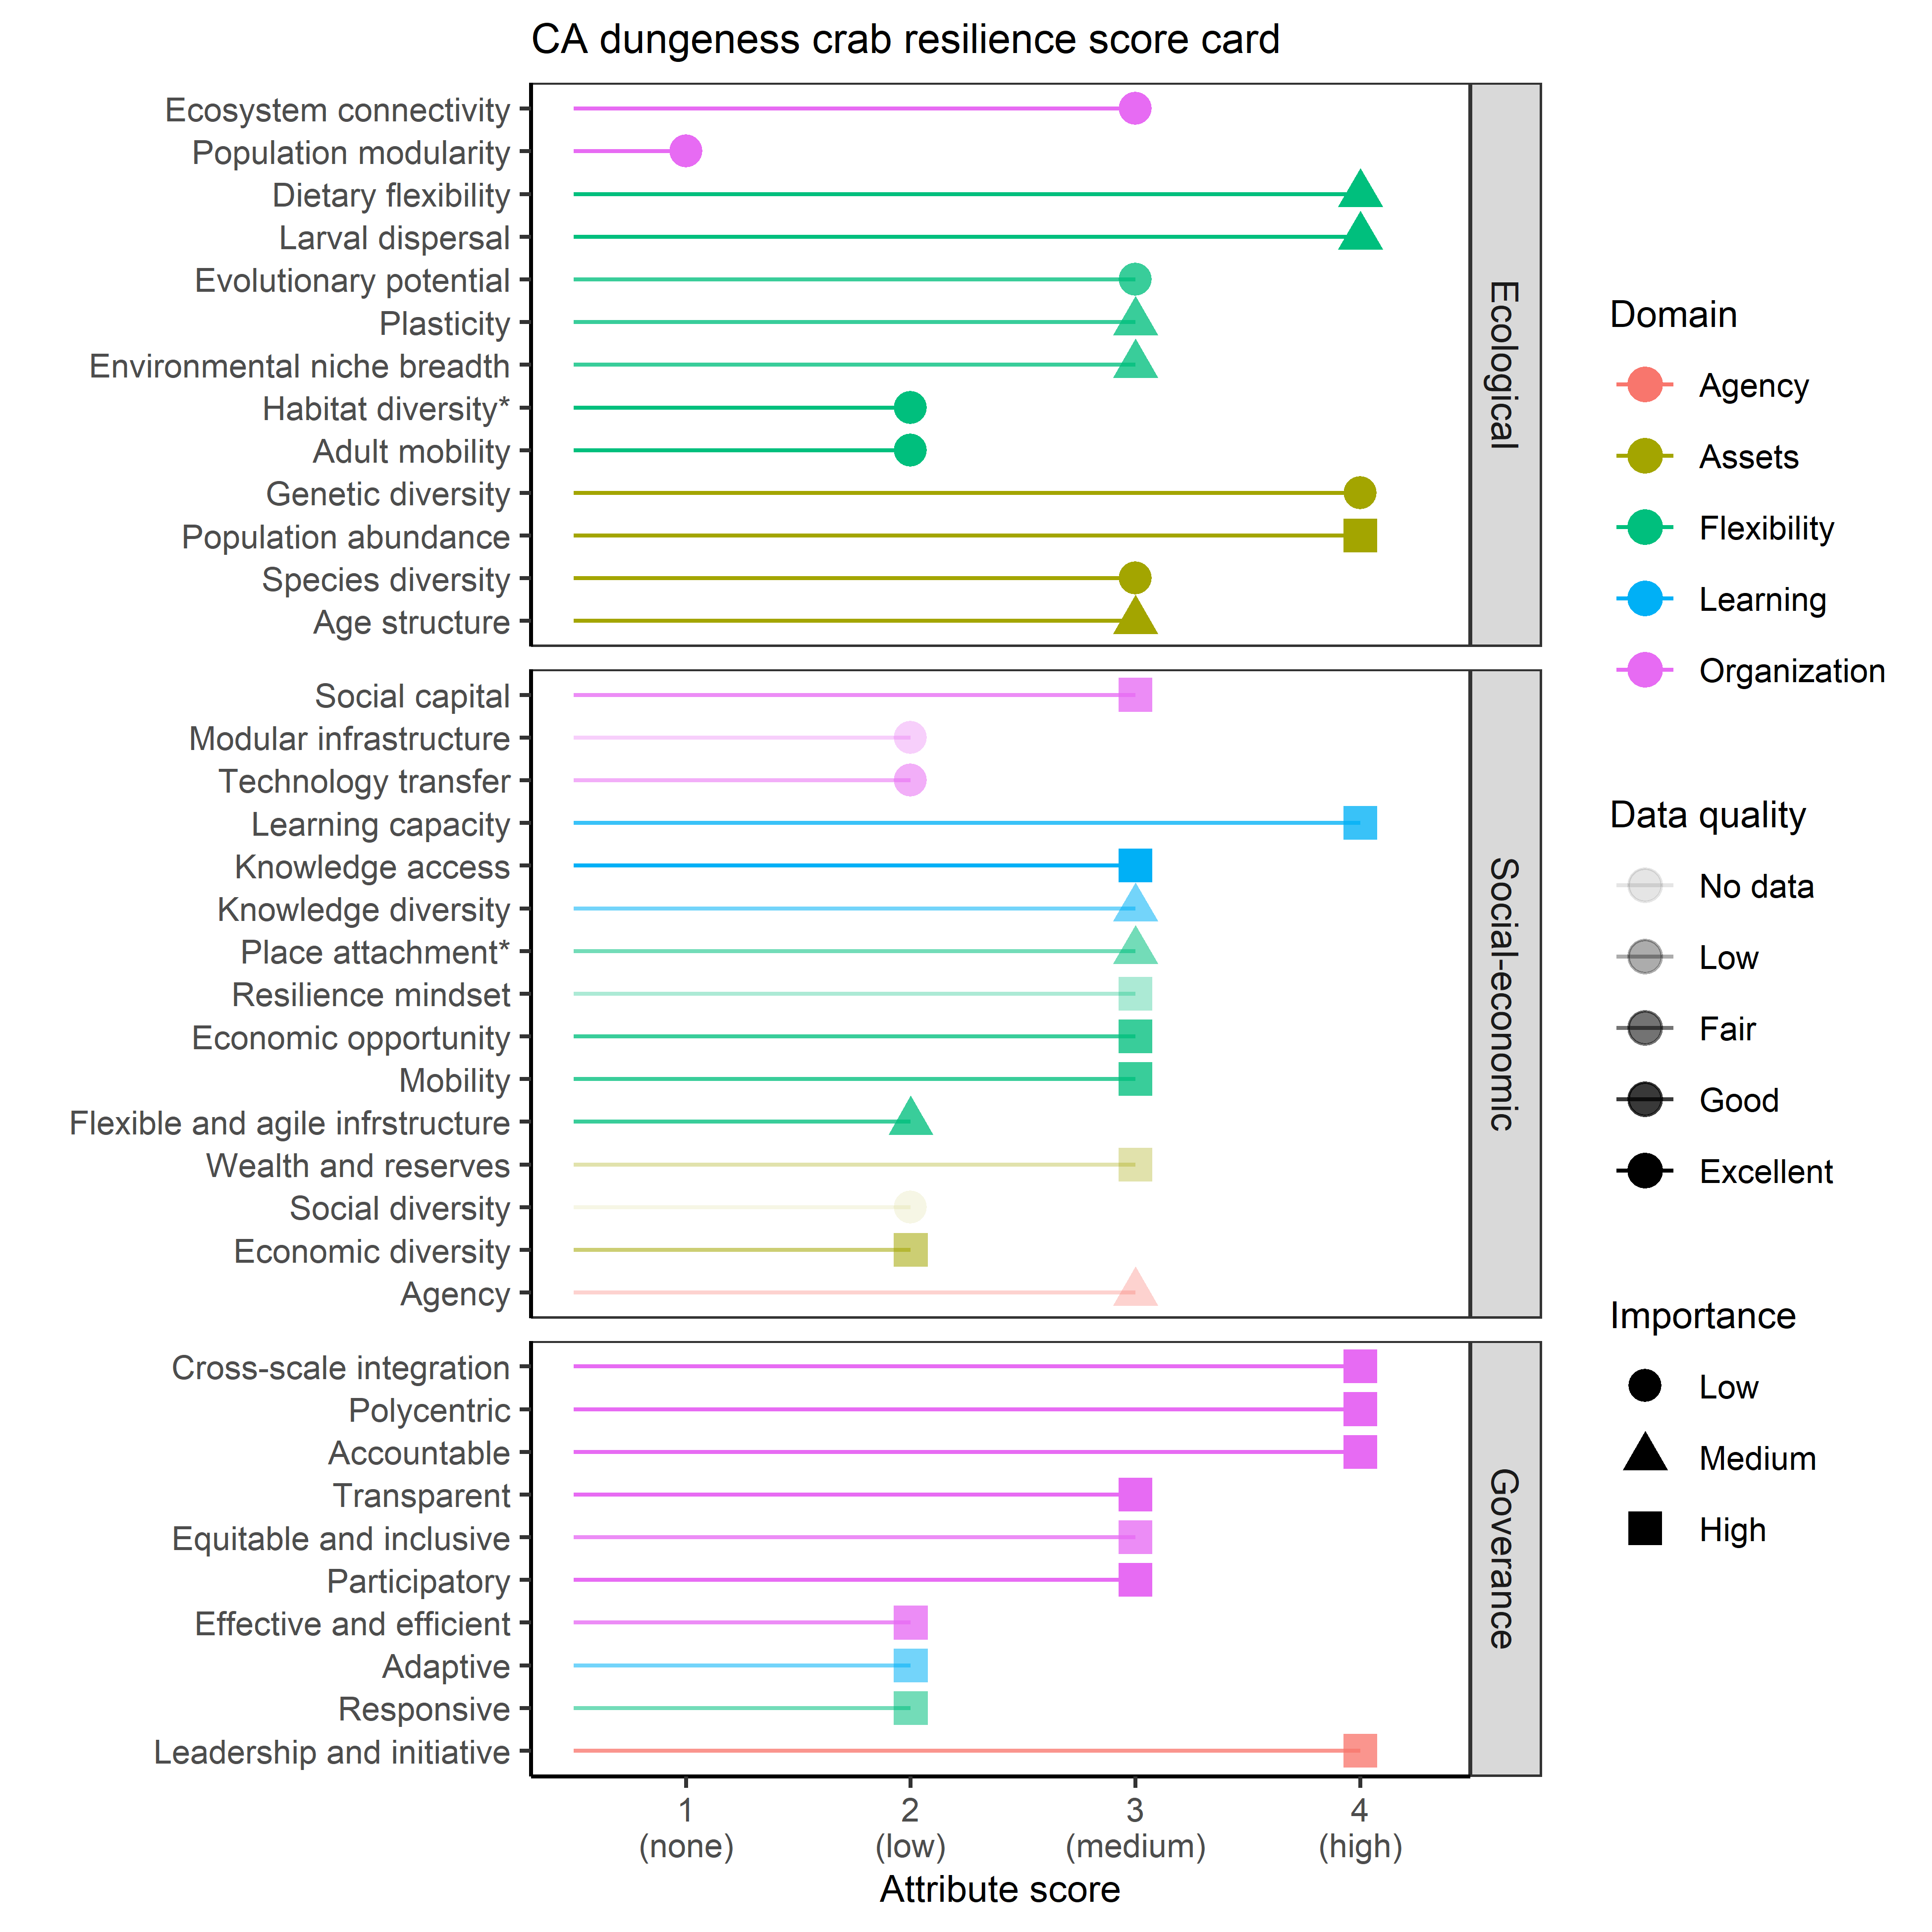 CA dungeness crab resilience score card
Ecosystem connectivity
Population modularity
Dietary flexibility
Larval dispersal
Evolutionary potential
Plasticity
Environmental niche breadth
Habitat diversity*
Adult mobility
Genetic diversity
Population abundance
Species diversity
Age structure
Ecological
Social capital
Modular infrastructure
Technology transfer
Learning capacity
Knowledge access
Knowledge diversity
Place attachment*
Resilience mindset
Economic opportunity
Mobility
Flexible and agile infrstructure
Wealth and reserves
Social diversity
Economic diversity
Agency
Social-economic
Cross-scale integration
Polycentric
Accountable
Transparent
Equitable and inclusive
Participatory
Effective and efficient
Adaptive
Responsive
Leadership and initiative
Goverance
1 2 3 4
(none) (low) (medium) (high)
Attribute score
Domain
Agency
Assets
Flexibility
Learning
Organization
Data quality
No data
Low
Fair
Good
Excellent
Importance
Low
Medium
High